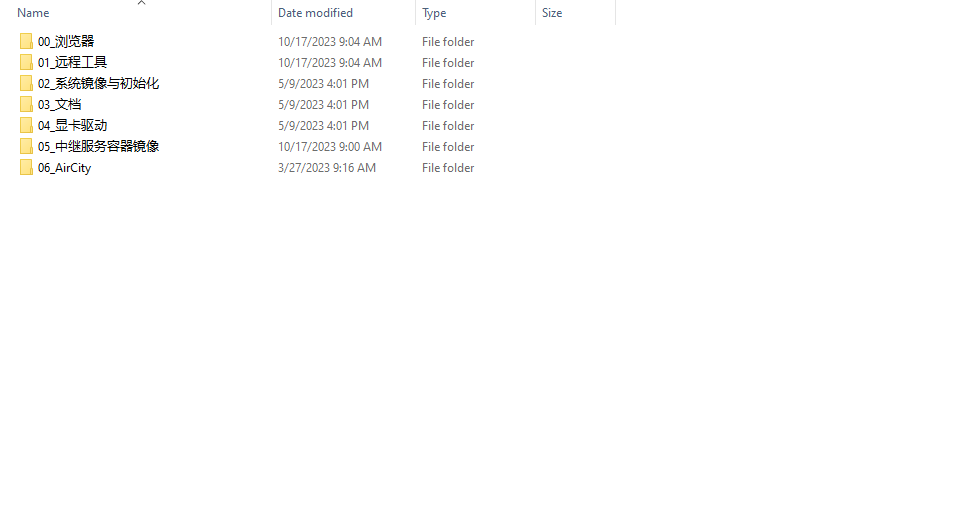 Name Date modified Type Size
00_浏览器 10/17/2023 9:04 AM File folder
01_远程工具 10/17/2023 9:04 AM File folder
02_系统镜像与初始化 5/9/2023 4:01 PM File folder
03_文档 5/9/2023 4:01 PM File folder
04_显卡驱动 5/9/2023 4:01 PM File folder
05_中继服务容器镜像 10/17/2023 9:00 AM File folder
06_AirCity 3/27/2023 9:16 AM File folder